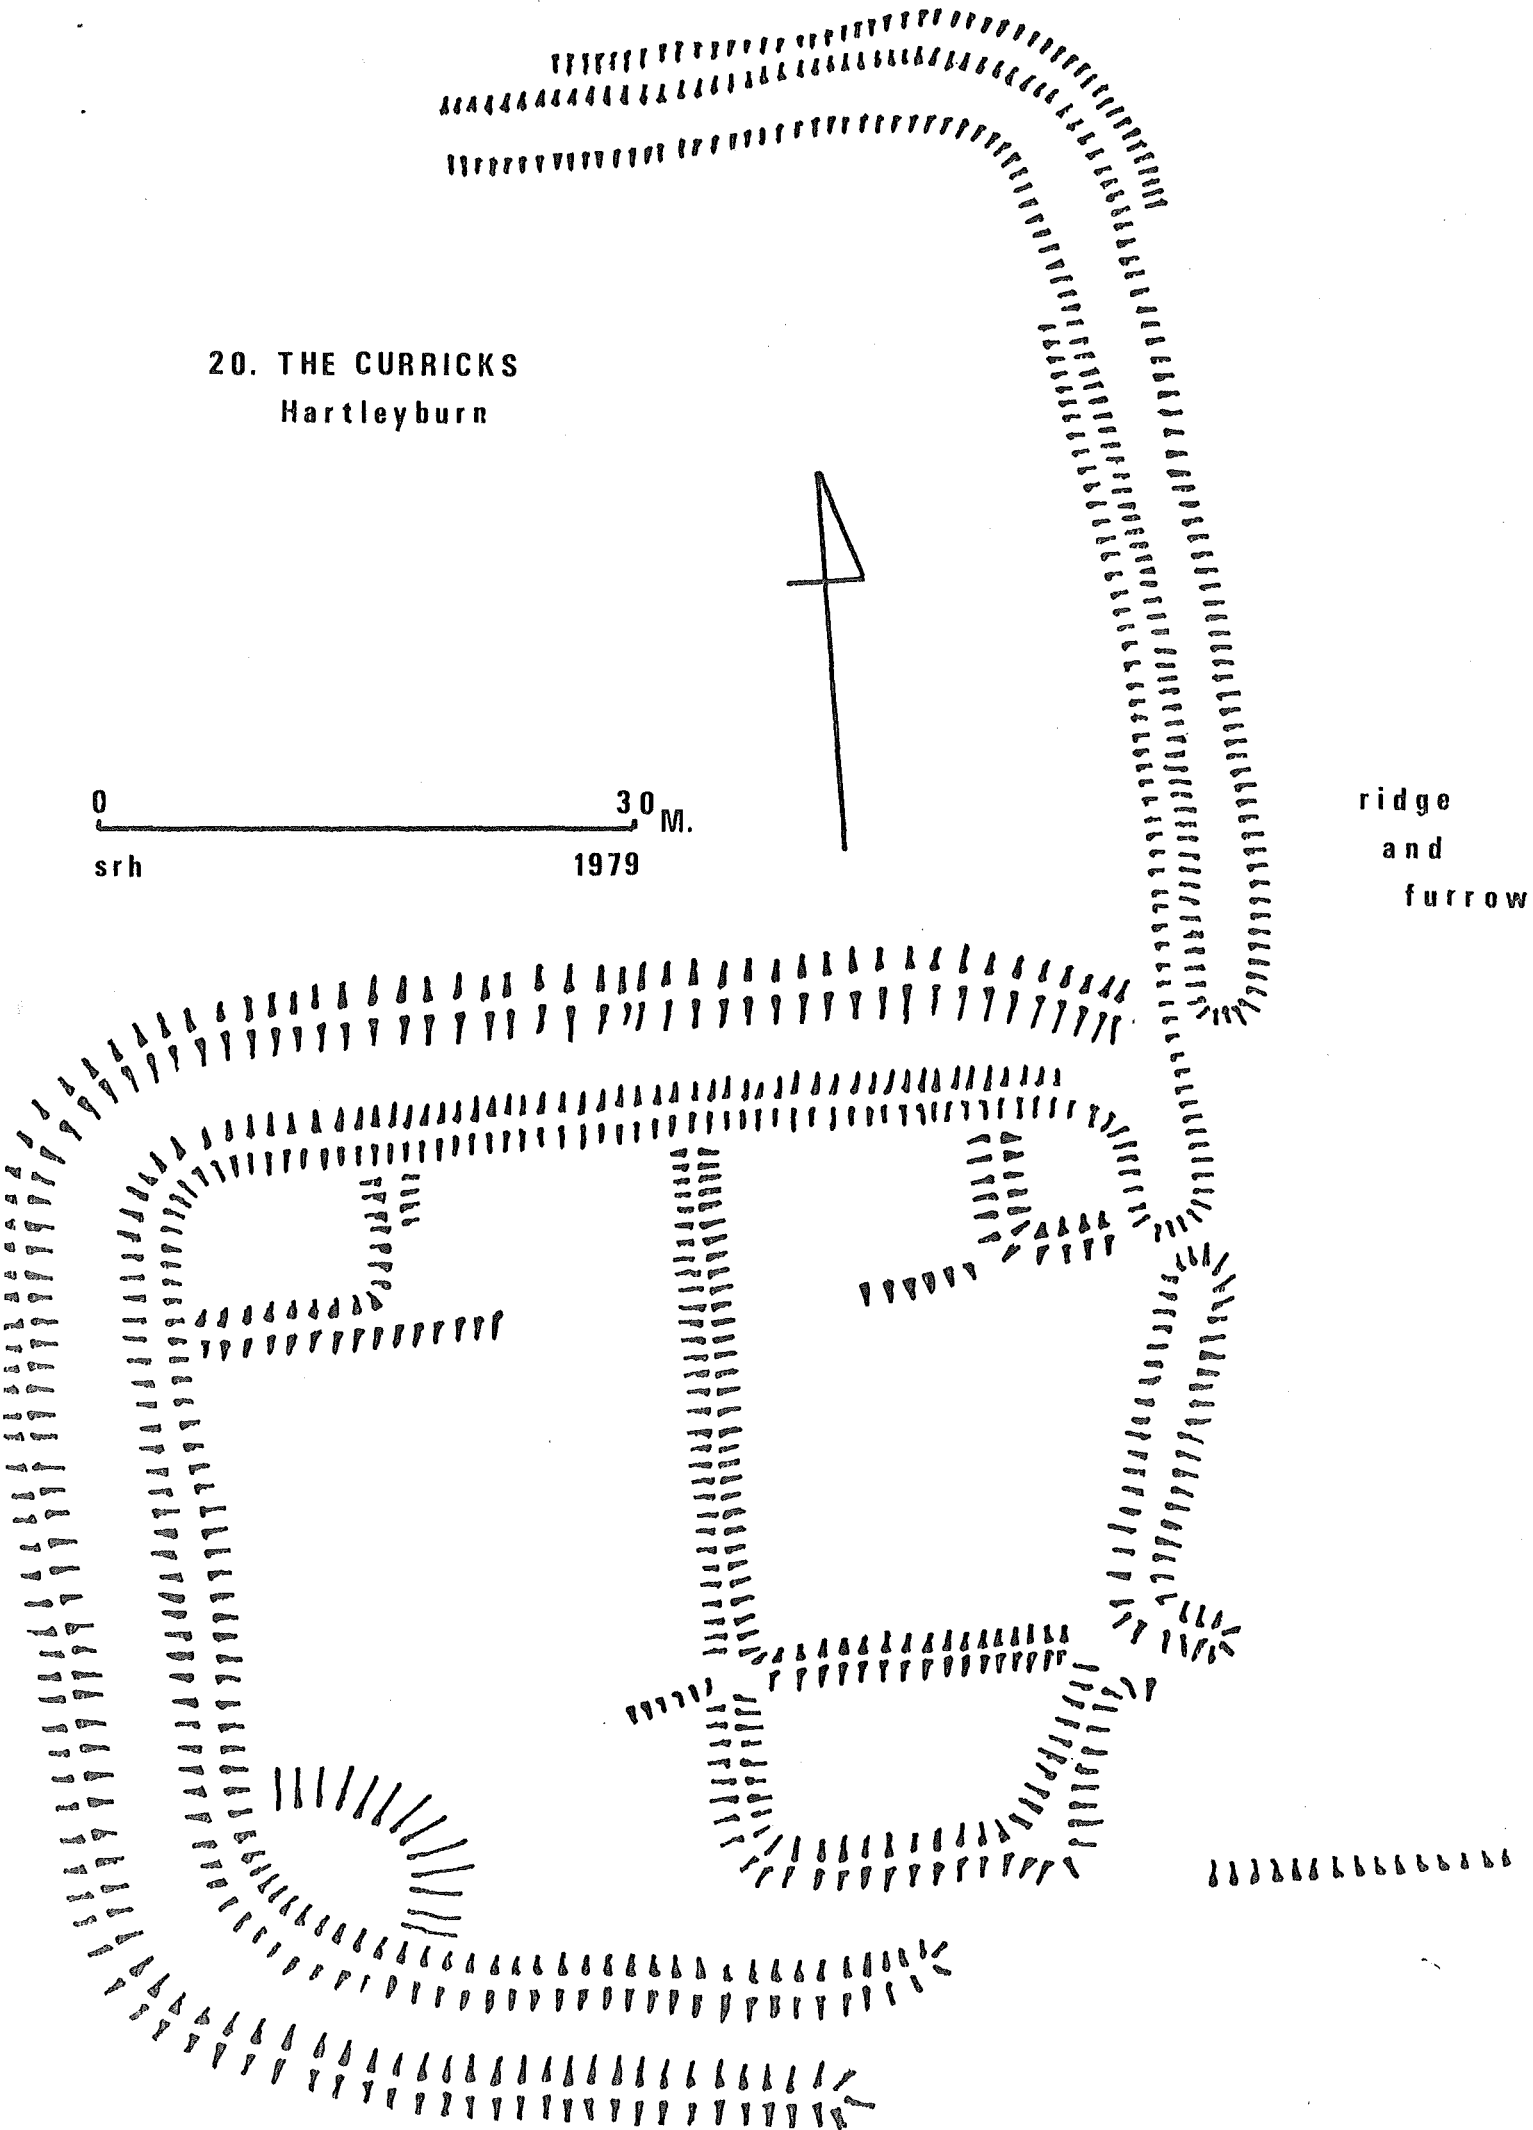 20. THE CURRICKS
Hartleyburn
0 30 M.
srh 1979
ridge
and
furrow